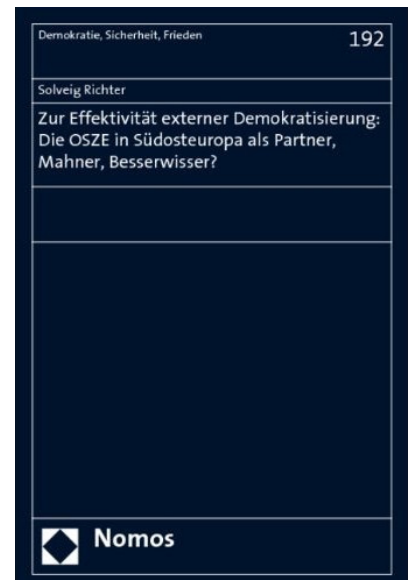 Demokratie, Sicherheit, Frieden
192
Solveig Richter
Zur Effektivität externer Demokratisierung:
Die OSZE in Südosteuropa als Partner,
Mahner, Besserwisser?
Nomos